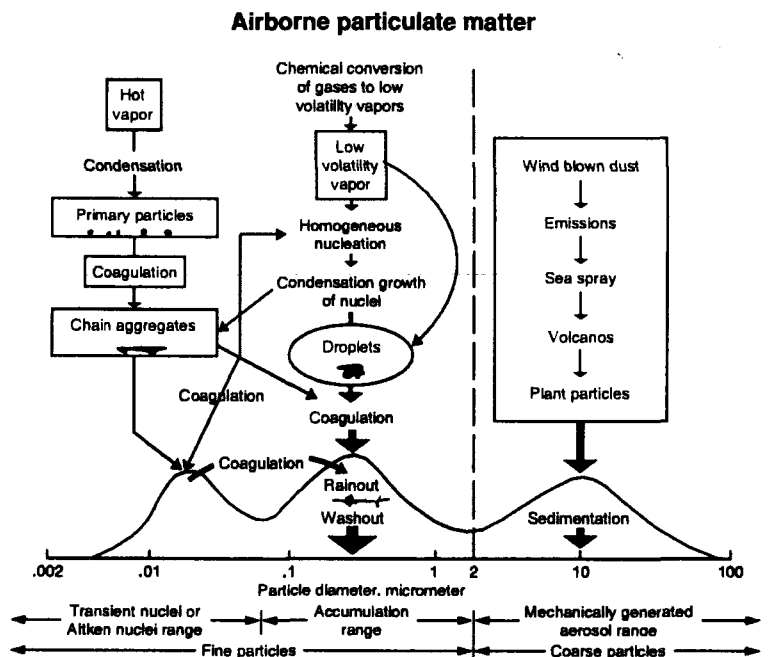 Airborne particulate matter
Hot
vapor
Condensation
Primary particles
Coagulation
Chain aggregates
Coagulation
Chemical conversion
of gases to low
volatility vapors
Low
volatility
vapor
Homogeneous
nucleation
Condensation growth
of nuclei
Droplets
Coagulation
Coagulation
Rainout
Washout
Wind blown dust
Emissions
Sea spray
Volcanos
Plant particles
Sedimentation
.002 .01 .1 1 2 10 100
Particle diameter, micrometer
Transient nuclei or
Aitken nuclei range
Accumulation
range
Mechanically generated
aerosol range
Fine particles
Coarse particles